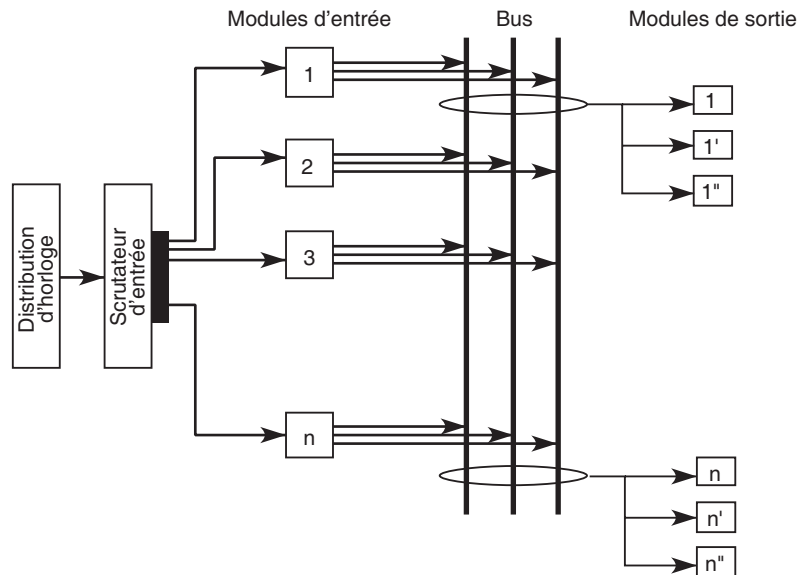 Modules d'entrée
Bus
Modules de sortie
Distribution
d'horloge
Scrutateur
d'entrée
1
2
3
n
1
1'
1"
n
n'
n"